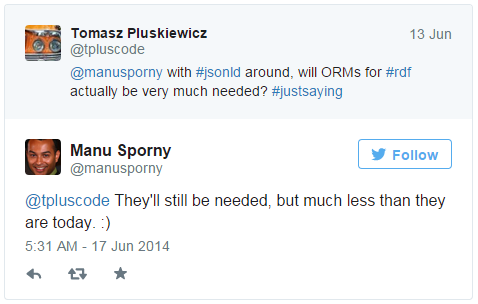 Tomasz Pluskiewicz
13 Jun
@tpluscode
@manusporny with #jsonld around, will ORMs for #rdf
actually be very much needed? #justsaying
Manu Sporny
Follow
@manusporny
@tpluscode They'll still be needed, but much less than they
are today. :)
5:31 AM - 17 Jun 2014